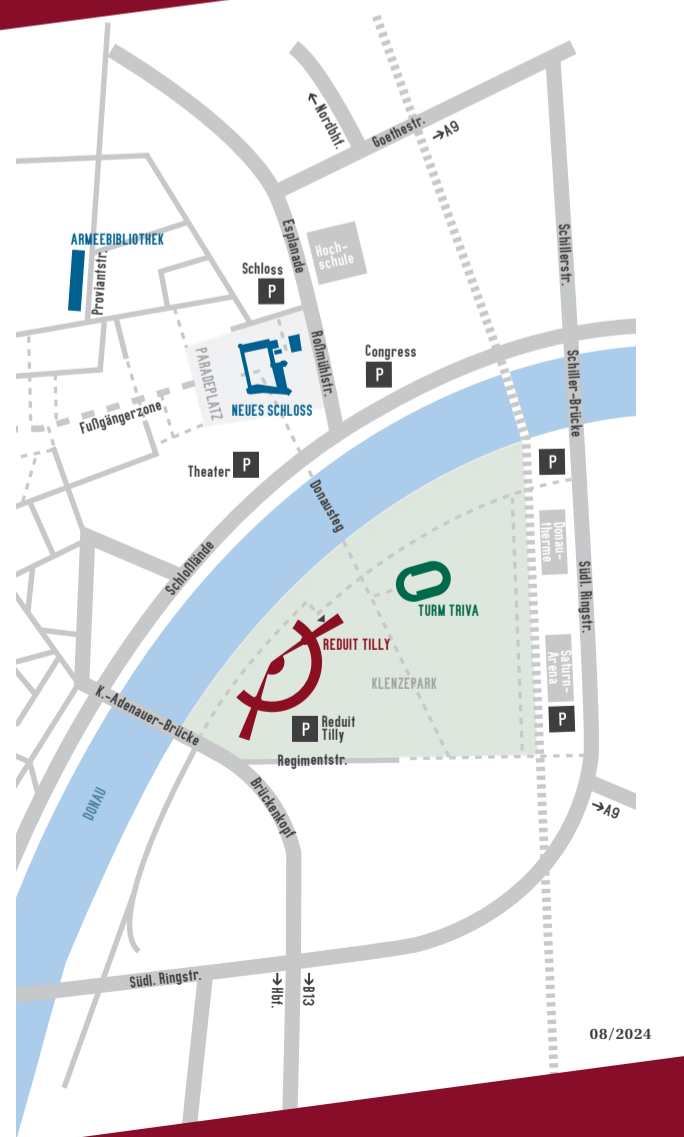 ← Nordbhf.
Goethestr.
→A9
ARMEEBIBLIOTHEK
Proviantstr.
Esplanade
Hoch-
schule
Schillerstr.
Schloss
P
PARADEPLATZ
Roßmühlstr.
Congress
P
Schiller-Brücke
NEUES SCHLOSS
Fußgängerzone
Theater P
P
Donausteg
Donau-
therme
Schloßlände
Südl. Ringstr.
TURM TRIVA
REDUIT TILLY
Saturn-
Arena
KLENZEPARK
K.-Adenauer-Brücke
P Reduit
Tilly
P
Regimentstr.
DONAU
Brückenkopf
→A9
Südl. Ringstr.
→Hbf.
→B13
08/2024